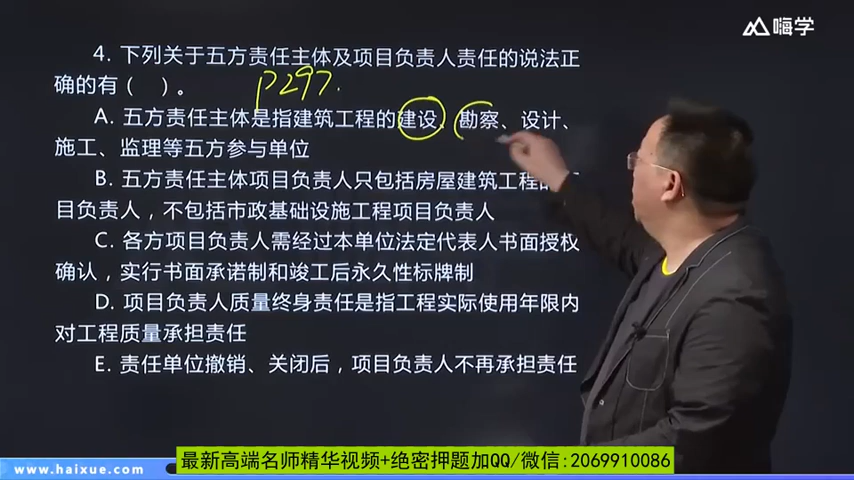 嗨学
4. 下列关于五方责任主体及项目负责人责任的说法正
确的有（ ）。
P297.
A. 五方责任主体是指建筑工程的建设、勘察、设计、
施工、监理等五方参与单位
B. 五方责任主体项目负责人只包括房屋建筑工程的
目负责人，不包括市政基础设施工程项目负责人
C. 各方项目负责人需经过本单位法定代表人书面授权
确认，实行书面承诺制和竣工后永久性标牌制
D. 项目负责人质量终身责任是指工程实际使用年限内
对工程质量承担责任
E. 责任单位撤销、关闭后，项目负责人不再承担责任
www.haixue.com
最新高端名师精华视频+绝密押题加QQ/微信:2069910086